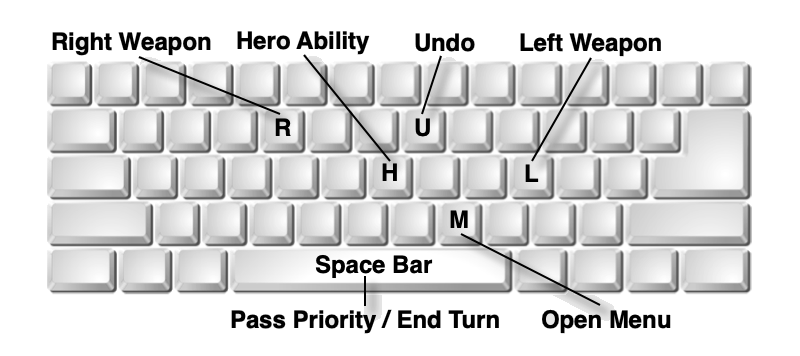 Right Weapon Hero Ability Undo Left Weapon
R U
H L
M
Space Bar
Pass Priority / End Turn Open Menu